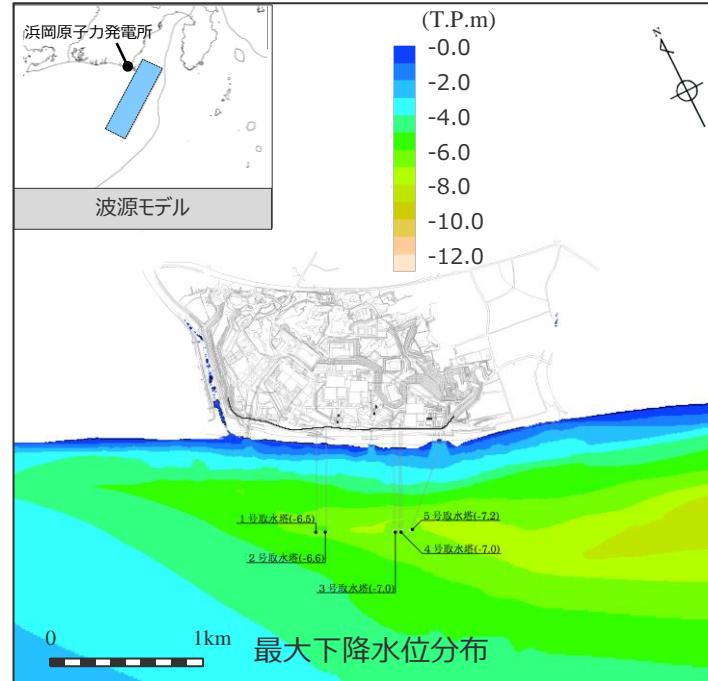 浜岡原子力発電所
波源モデル
(T.P.m)
-0.0
-2.0
-4.0
-6.0
-8.0
-10.0
-12.0
N
1号取水塔(-6.5)
2号取水塔(-6.6)
3号取水塔(-7.0)
5号取水塔(-7.2)
4号取水塔(-7.0)
0 1km
最大下降水位分布